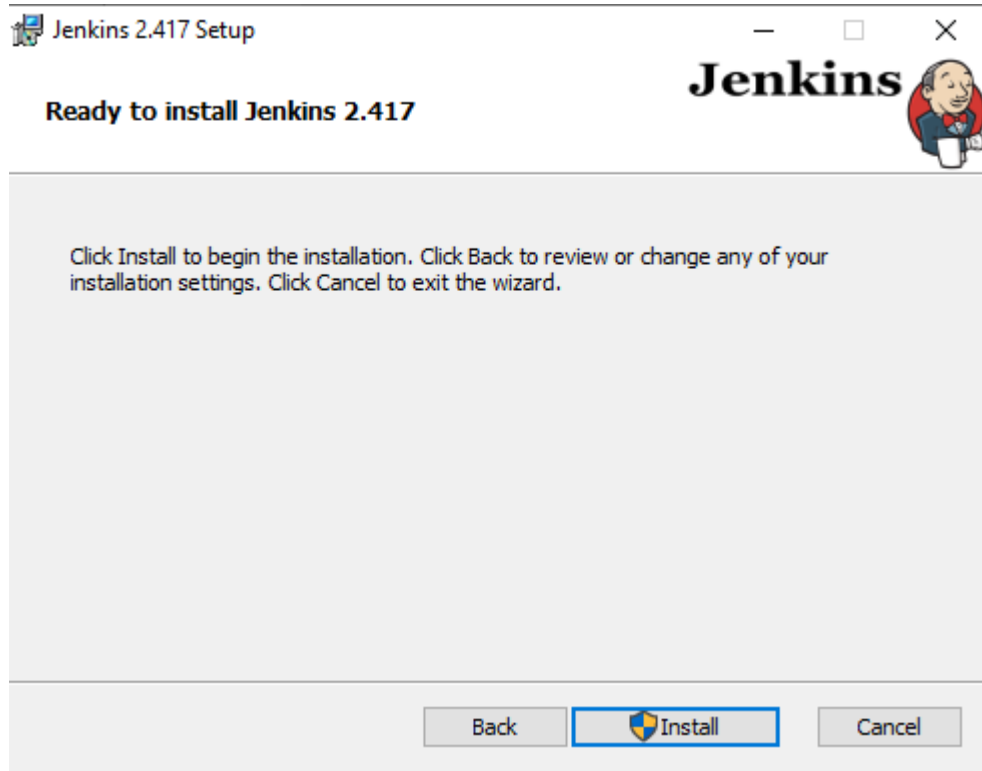 Jenkins 2.417 Setup
Jenkins
Ready to install Jenkins 2.417
Click Install to begin the installation. Click Back to review or change any of your
installation settings. Click Cancel to exit the wizard.
Back
Install
Cancel